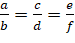 a/b = c/d = e/f